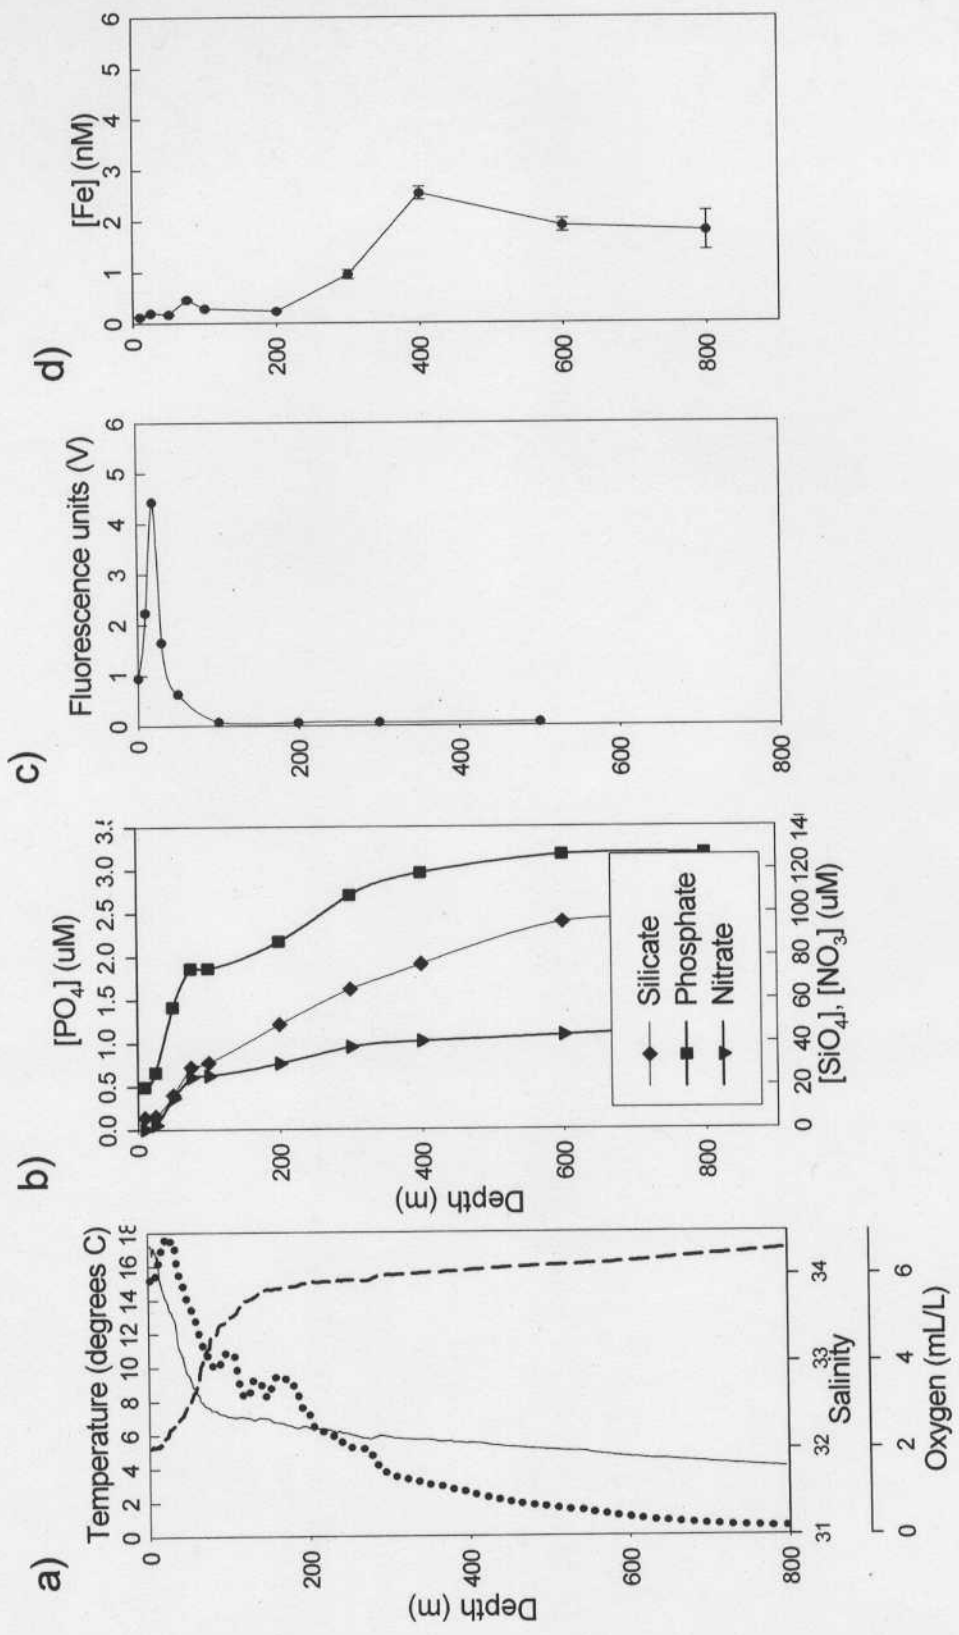 a)
Temperature (degrees C)
0 2 4 6 8 10 12 14 16 18
0
200
400
600
800
Depth (m)
31 32 33 34
Salinity
0 2 4 6
Oxygen (mL/L)
b)
[PO4] (uM)
0.0 0.5 1.0 1.5 2.0 2.5 3.0 3.5
0
200
400
600
800
Depth (m)
Silicate
Phosphate
Nitrate
0 20 40 60 80 100 120 140
[SiO4], [NO3] (uM)
c)
Fluorescence units (V)
0 1 2 3 4 5 6
0
200
400
600
800
d)
[Fe] (nM)
0 1 2 3 4 5 6
0
200
400
600
800